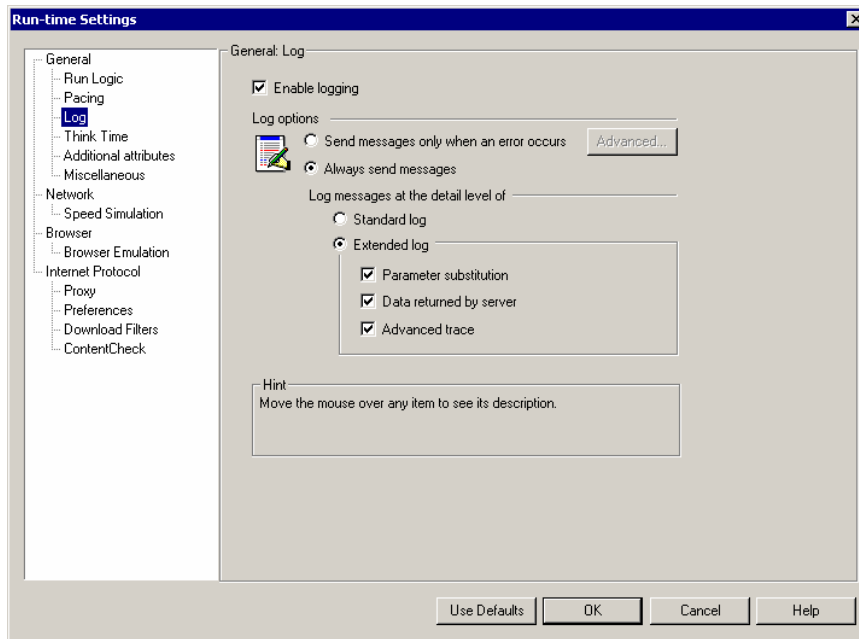 Run-time Settings
General
Run Logic
Pacing
Log
Think Time
Additional attributes
Miscellaneous
Network
Speed Simulation
Browser
Browser Emulation
Internet Protocol
Proxy
Preferences
Download Filters
ContentCheck
General: Log
Enable logging
Log options
Send messages only when an error occurs
Advanced...
Always send messages
Log messages at the detail level of
Standard log
Extended log
Parameter substitution
Data returned by server
Advanced trace
Hint
Move the mouse over any item to see its description.
Use Defaults
OK
Cancel
Help